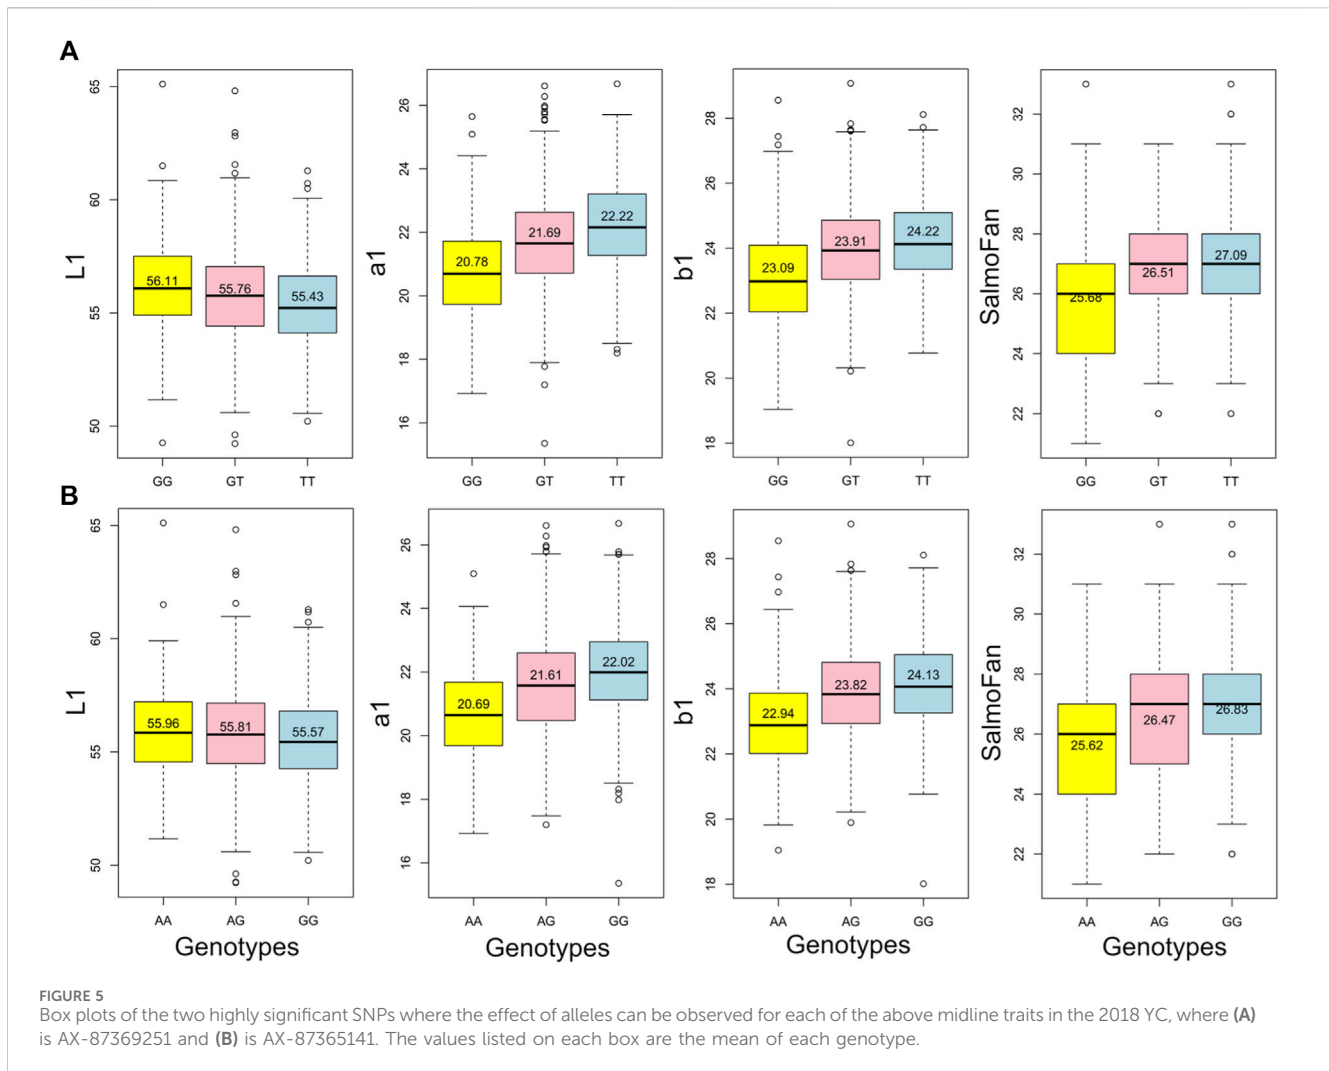 A
L1
65
60
55
50
56.11
55.76
55.43
GG GT TT
a1
26
24
22
20
18
16
20.78
21.69
22.22
GG GT TT
b1
28
26
24
22
20
18
23.09
23.91
24.22
GG GT TT
SalmoFan
32
30
28
26
24
22
25.68
26.51
27.09
GG GT TT
B
L1
65
60
55
50
55.96
55.81
55.57
AA AG GG
Genotypes
a1
26
24
22
20
18
16
20.69
21.61
22.02
AA AG GG
Genotypes
b1
28
26
24
22
20
18
22.94
23.82
24.13
AA AG GG
Genotypes
SalmoFan
32
30
28
26
24
22
25.62
26.47
26.83
AA AG GG
Genotypes
FIGURE 5
Box plots of the two highly significant SNPs where the effect of alleles can be observed for each of the above midline traits in the 2018 YC, where (A)
is AX-87369251 and (B) is AX-87365141. The values listed on each box are the mean of each genotype.